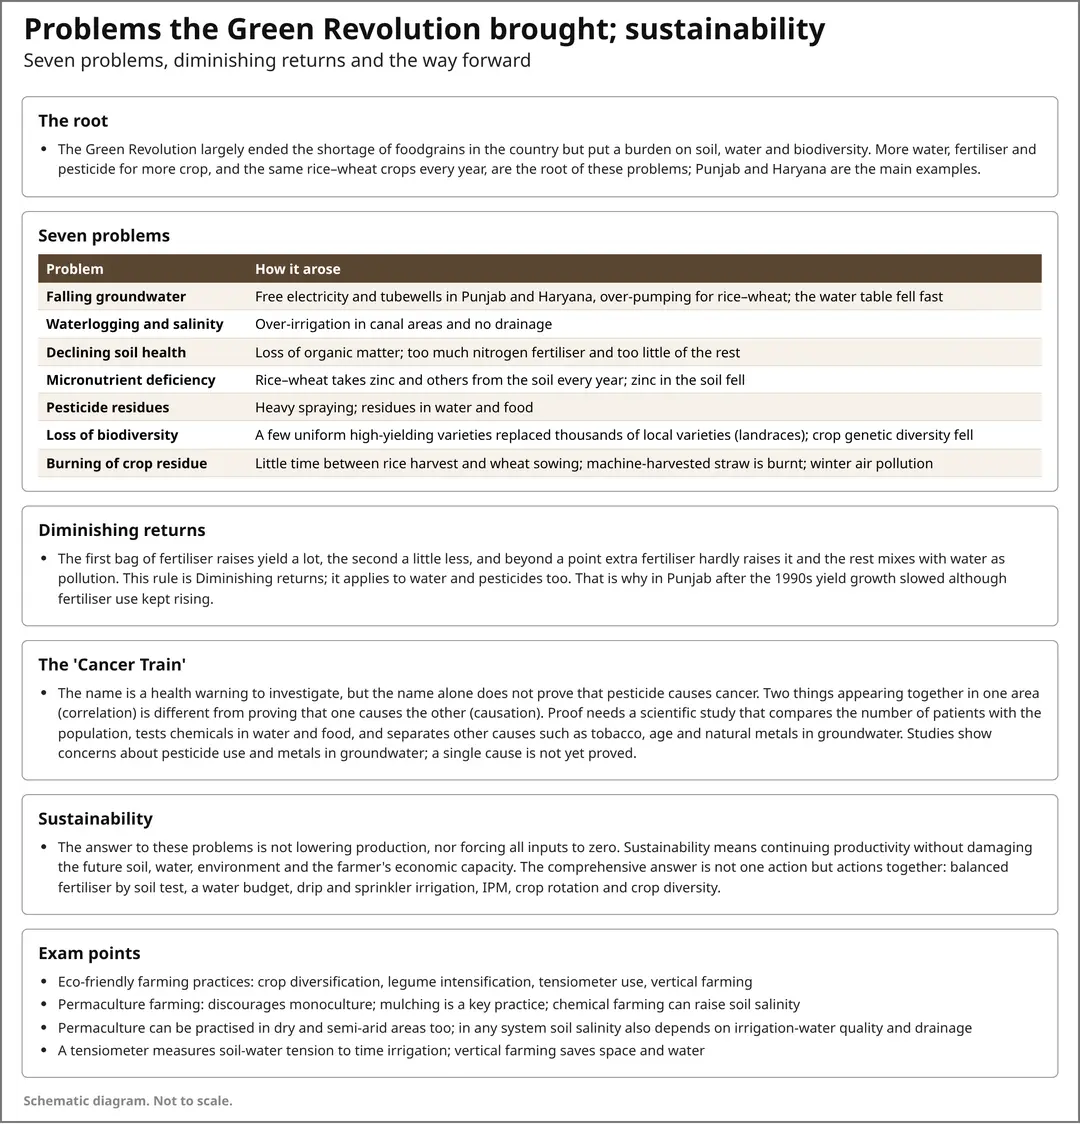 Problems the Green Revolution brought; sustainability
Seven problems, diminishing returns and the way forward
The root
• The Green Revolution largely ended the shortage of foodgrains in the country but put a burden on soil, water and biodiversity. More water, fertiliser and
pesticide for more crop, and the same rice–wheat crops every year, are the root of these problems; Punjab and Haryana are the main examples.
Seven problems
Problem How it arose
Falling groundwater Free electricity and tubewells in Punjab and Haryana, over-pumping for rice–wheat; the water table fell fast
Waterlogging and salinity Over-irrigation in canal areas and no drainage
Declining soil health Loss of organic matter; too much nitrogen fertiliser and too little of the rest
Micronutrient deficiency Rice–wheat takes zinc and others from the soil every year; zinc in the soil fell
Pesticide residues Heavy spraying; residues in water and food
Loss of biodiversity A few uniform high-yielding varieties replaced thousands of local varieties (landraces); crop genetic diversity fell
Burning of crop residue Little time between rice harvest and wheat sowing; machine-harvested straw is burnt; winter air pollution
Diminishing returns
• The first bag of fertiliser raises yield a lot, the second a little less, and beyond a point extra fertiliser hardly raises it and the rest mixes with water as
pollution. This rule is Diminishing returns; it applies to water and pesticides too. That is why in Punjab after the 1990s yield growth slowed although
fertiliser use kept rising.
The 'Cancer Train'
• The name is a health warning to investigate, but the name alone does not prove that pesticide causes cancer. Two things appearing together in one area
(correlation) is different from proving that one causes the other (causation). Proof needs a scientific study that compares the number of patients with the
population, tests chemicals in water and food, and separates other causes such as tobacco, age and natural metals in groundwater. Studies show
concerns about pesticide use and metals in groundwater; a single cause is not yet proved.
Sustainability
• The answer to these problems is not lowering production, nor forcing all inputs to zero. Sustainability means continuing productivity without damaging
the future soil, water, environment and the farmer's economic capacity. The comprehensive answer is not one action but actions together: balanced
fertiliser by soil test, a water budget, drip and sprinkler irrigation, IPM, crop rotation and crop diversity.
Exam points
• Eco-friendly farming practices: crop diversification, legume intensification, tensiometer use, vertical farming
• Permaculture farming: discourages monoculture; mulching is a key practice; chemical farming can raise soil salinity
• Permaculture can be practised in dry and semi-arid areas too; in any system soil salinity also depends on irrigation-water quality and drainage
• A tensiometer measures soil-water tension to time irrigation; vertical farming saves space and water
Schematic diagram. Not to scale.